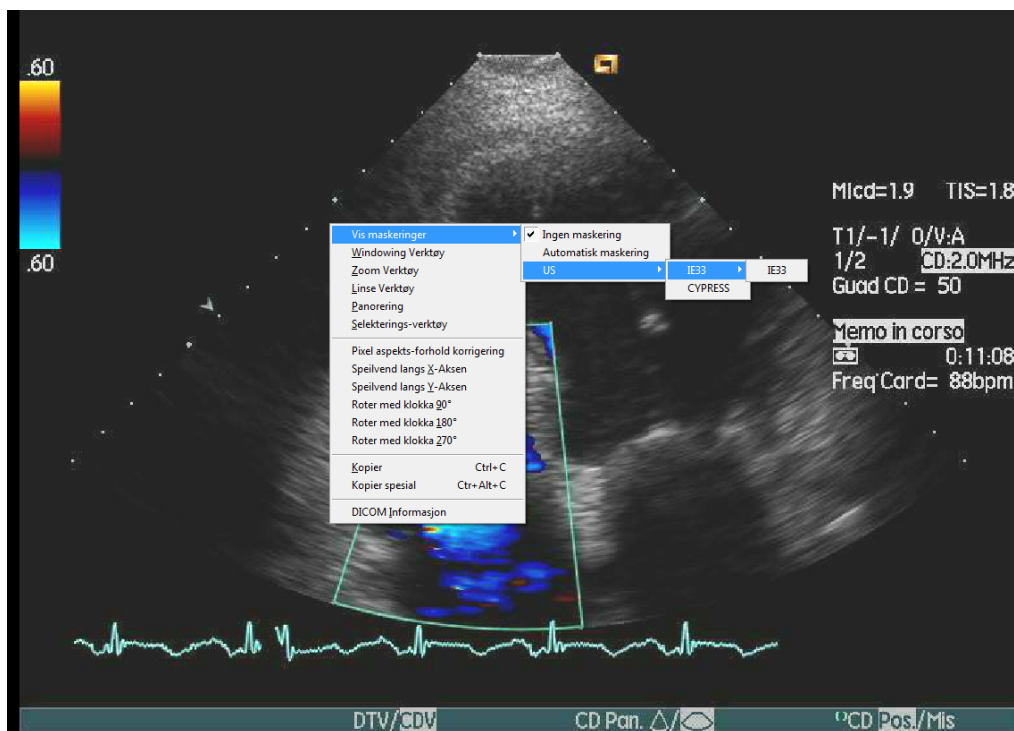 .60
.60
MIcd=1.9 TIS=1.8
T1/-1/ 0/V:A
1/2 CD:2.0MHz
Guad CD = 50
Memo in corso
0:11:08
Freq Card= 88bpm
Vis maskeringer
Windowing Verktøy
Zoom Verktøy
Linse Verktøy
Panorering
Selekterings-verktøy
Pixel aspekts-forhold korrigering
Speilvend langs X-Aksen
Speilvend langs Y-Aksen
Roter med klokka 90°
Roter med klokka 180°
Roter med klokka 270°
Kopier Ctrl+C
Kopier spesial Ctr+Alt+C
DICOM Informasjon
Ingen maskering
Automatisk maskering
US
IE33
CYPRESS
IE33
DTV/CDV CD Pan. CD Pos./Mis